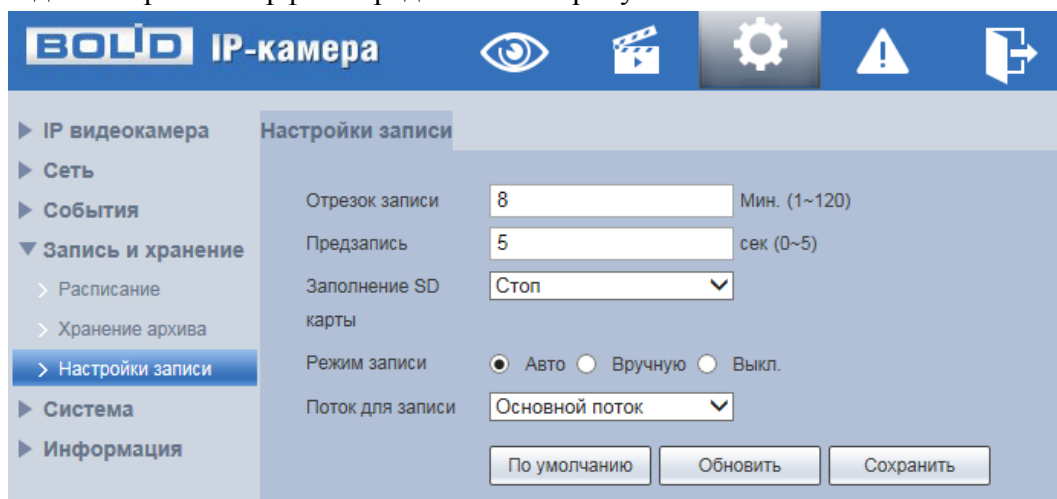 BOLID IP-камера
IP видеокамера
Сеть
События
Запись и хранение
Расписание
Хранение архива
Настройки записи
Система
Информация
Настройки записи
Отрезок записи 8 Мин. (1~120)
Предзапись 5 сек (0~5)
Заполнение SD карты Стоп
Режим записи Авто Вручную Выкл.
Поток для записи Основной поток
По умолчанию Обновить Сохранить